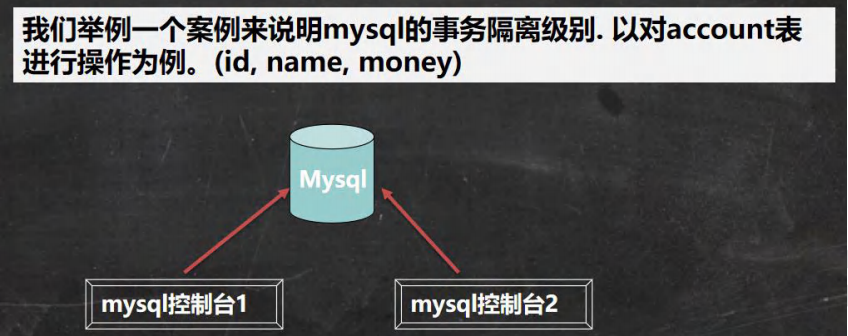 我们举例一个案例来说明mysql的事务隔离级别. 以对account表
进行操作为例。(id, name, money)
Mysql
mysql控制台1
mysql控制台2